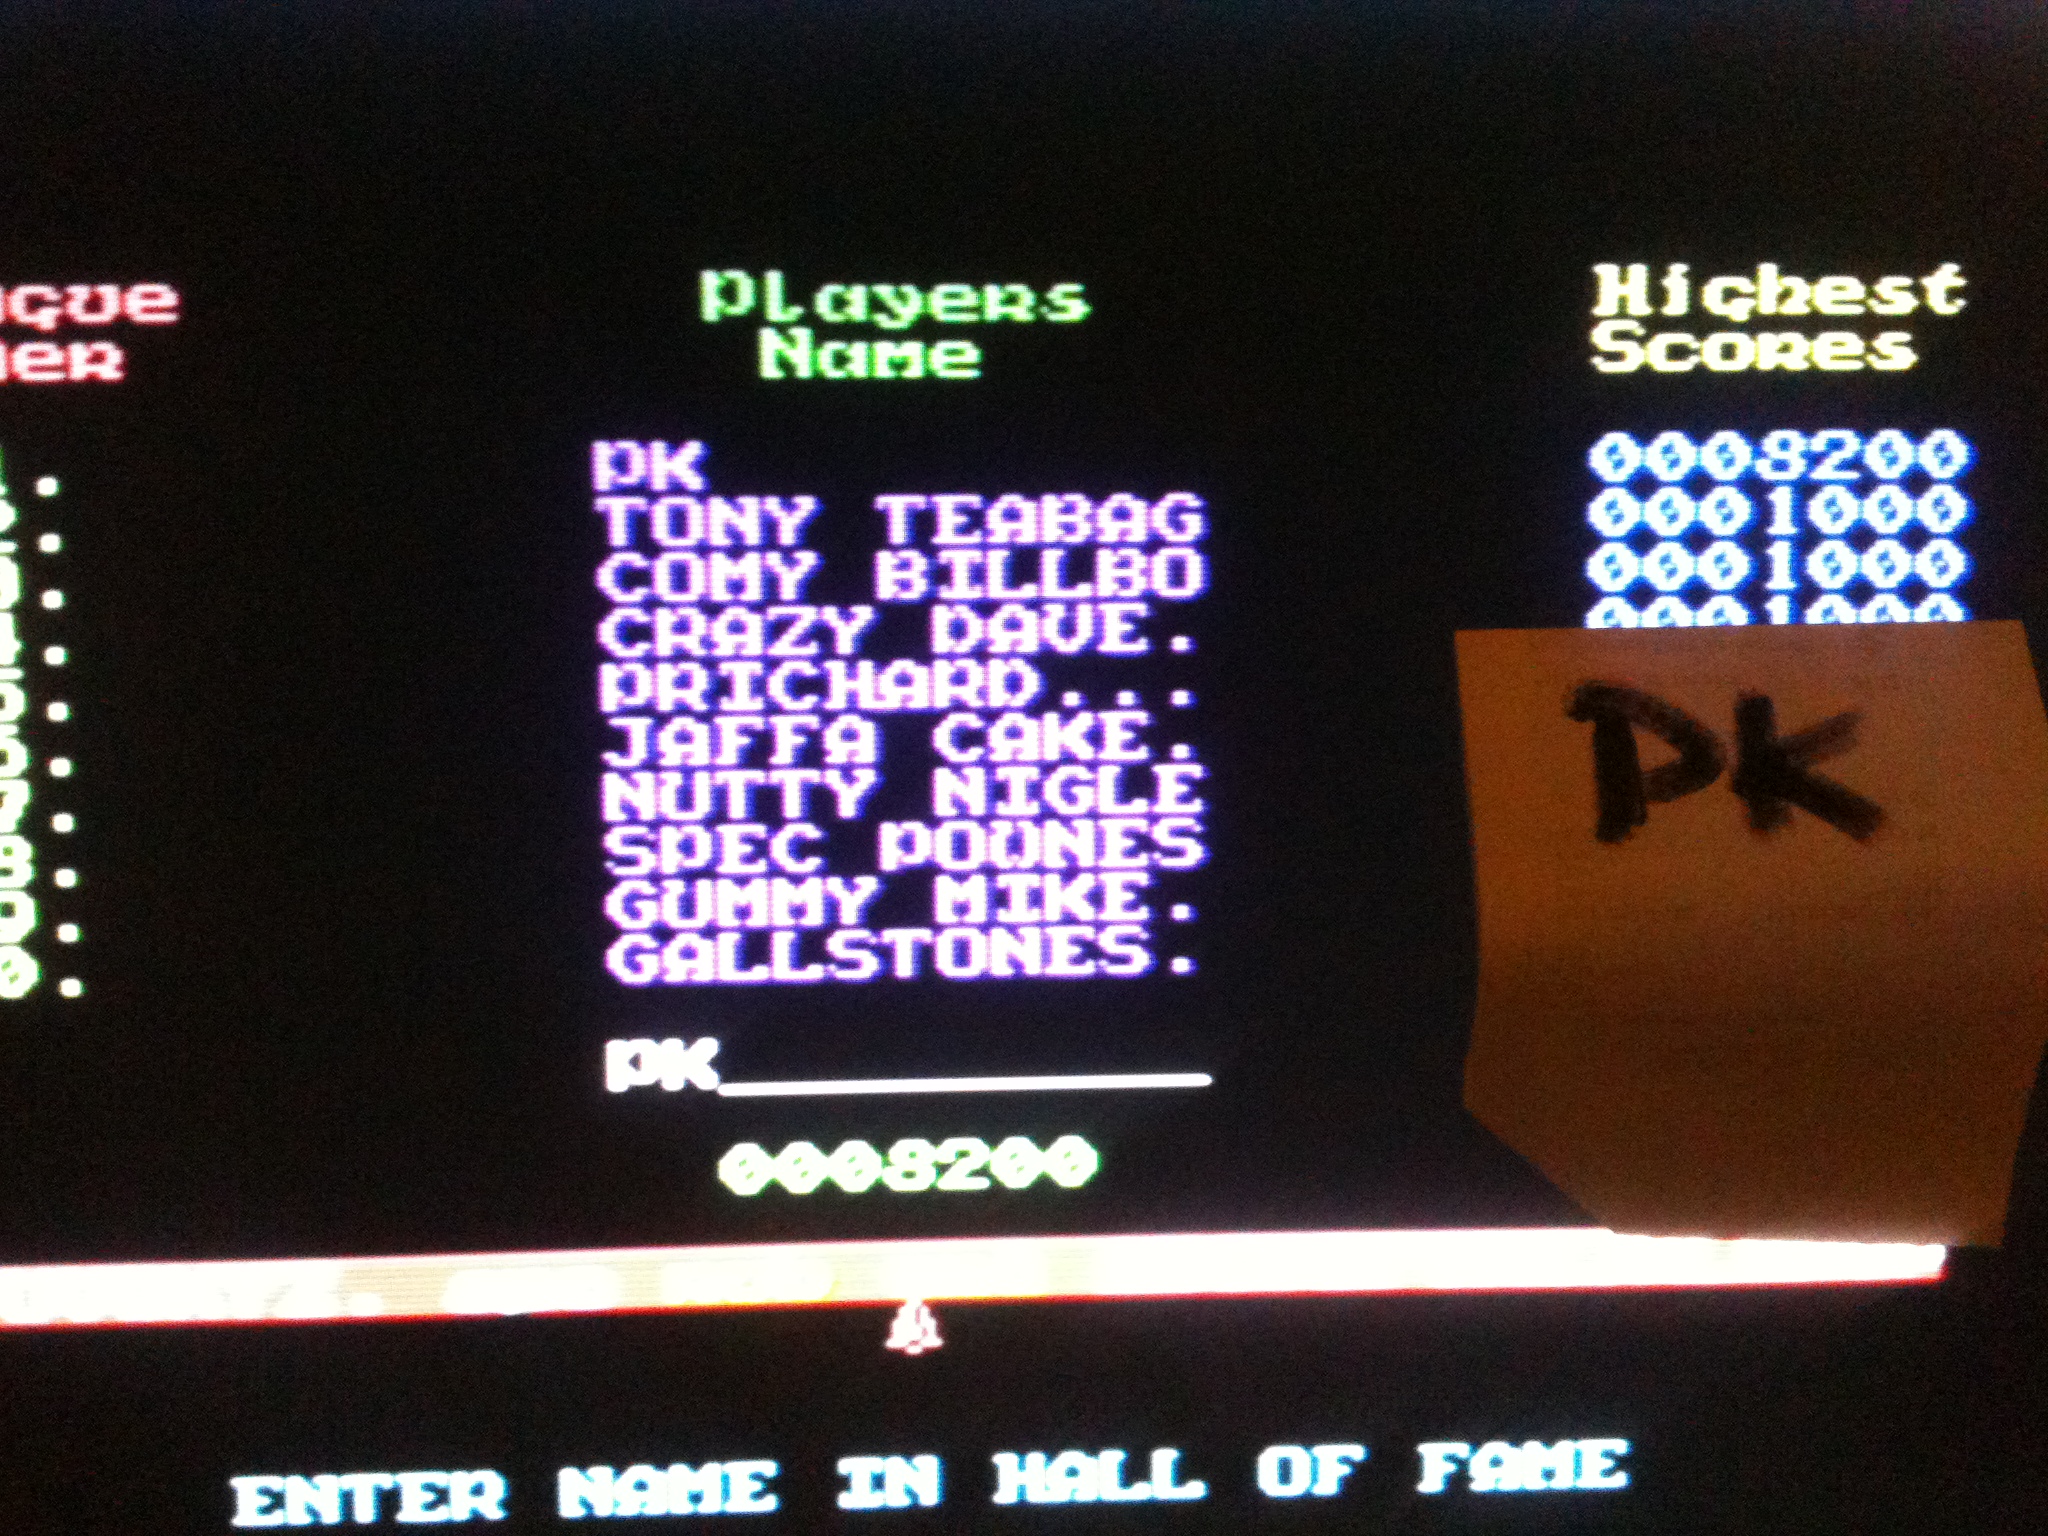 Players
Name
Highest
Scores
PK 0008200
TONY TEABAG 0001000
COMY BILLBO 0001000
CRAZY DAVE. 0001000
PRICHARD...
JAFFA CAKE.
NUTTY NIGLE
SPEC POUNES
GUMMY MIKE.
GALLSTONES.
PK
PK
0008200
ENTER NAME IN HALL OF FAME